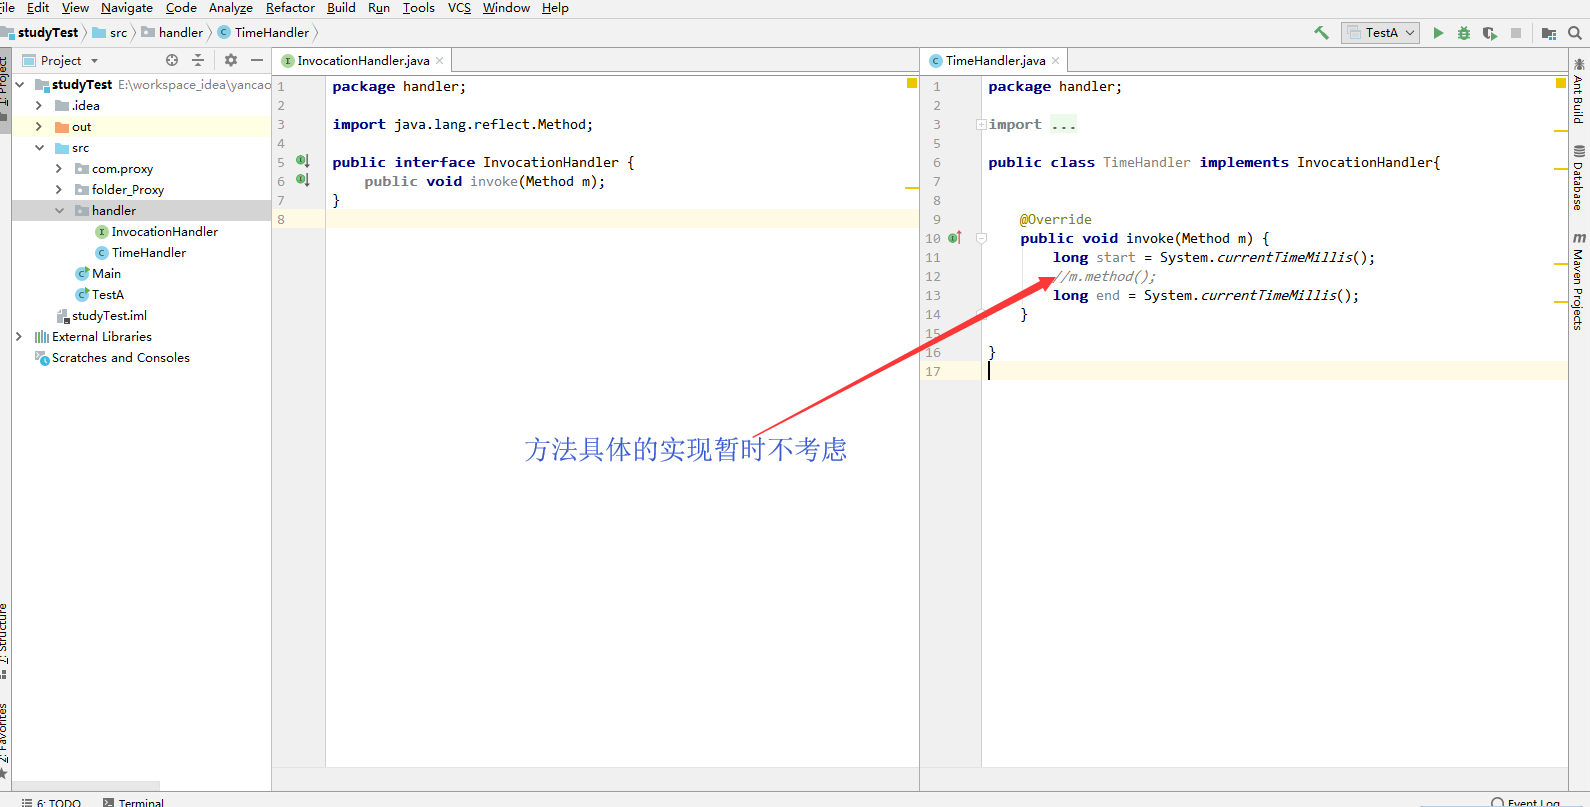 File Edit View Navigate Code Analyze Refactor Build Run Tools VCS Window Help
studyTest src handler TimeHandler
TestA
1: Project
Project
InvocationHandler.java
TimeHandler.java
studyTest E:\workspace_idea\yancao
.idea
out
src
com.proxy
folder_Proxy
handler
InvocationHandler
TimeHandler
Main
TestA
studyTest.iml
External Libraries
Scratches and Consoles
1 package handler;
2
3 import java.lang.reflect.Method;
4
5 public interface InvocationHandler {
6 public void invoke(Method m);
7 }
8
1 package handler;
2
3 import ...
5
6 public class TimeHandler implements InvocationHandler{
7
8
9 @Override
10 public void invoke(Method m) {
11 long start = System.currentTimeMillis();
12 //m.method();
13 long end = System.currentTimeMillis();
14 }
15
16 }
17
方法具体的实现暂时不考虑
Ant Build
Database
Maven Projects
7: Structure
2: Favorites
6: TODO Terminal
Event Log